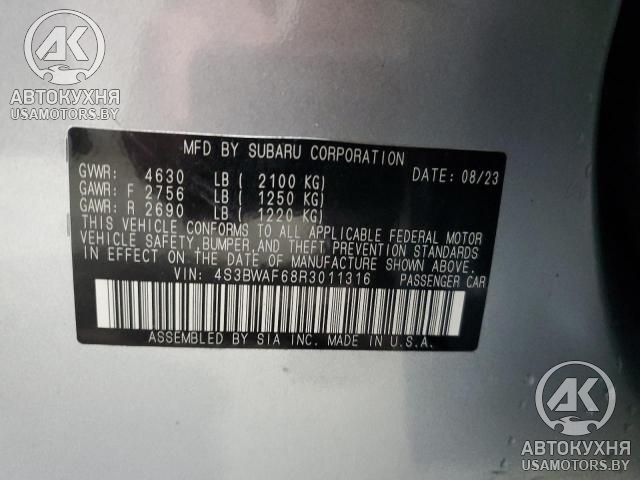 AK
АВТОКУХНЯ
USAMOTORS.BY
MFD BY SUBARU CORPORATION
GVWR: 4630 LB ( 2100 KG) DATE: 08/23
GAWR: F 2756 LB ( 1250 KG)
GAWR: R 2690 LB ( 1220 KG)
THIS VEHICLE CONFORMS TO ALL APPLICABLE FEDERAL MOTOR
VEHICLE SAFETY, BUMPER, AND THEFT PREVENTION STANDARDS
IN EFFECT ON THE DATE OF MANUFACTURE SHOWN ABOVE.
VIN: 4S3BWAF68R3011316 PASSENGER CAR
ASSEMBLED BY SIA INC. MADE IN U.S.A.
AK
АВТОКУХНЯ
USAMOTORS.BY